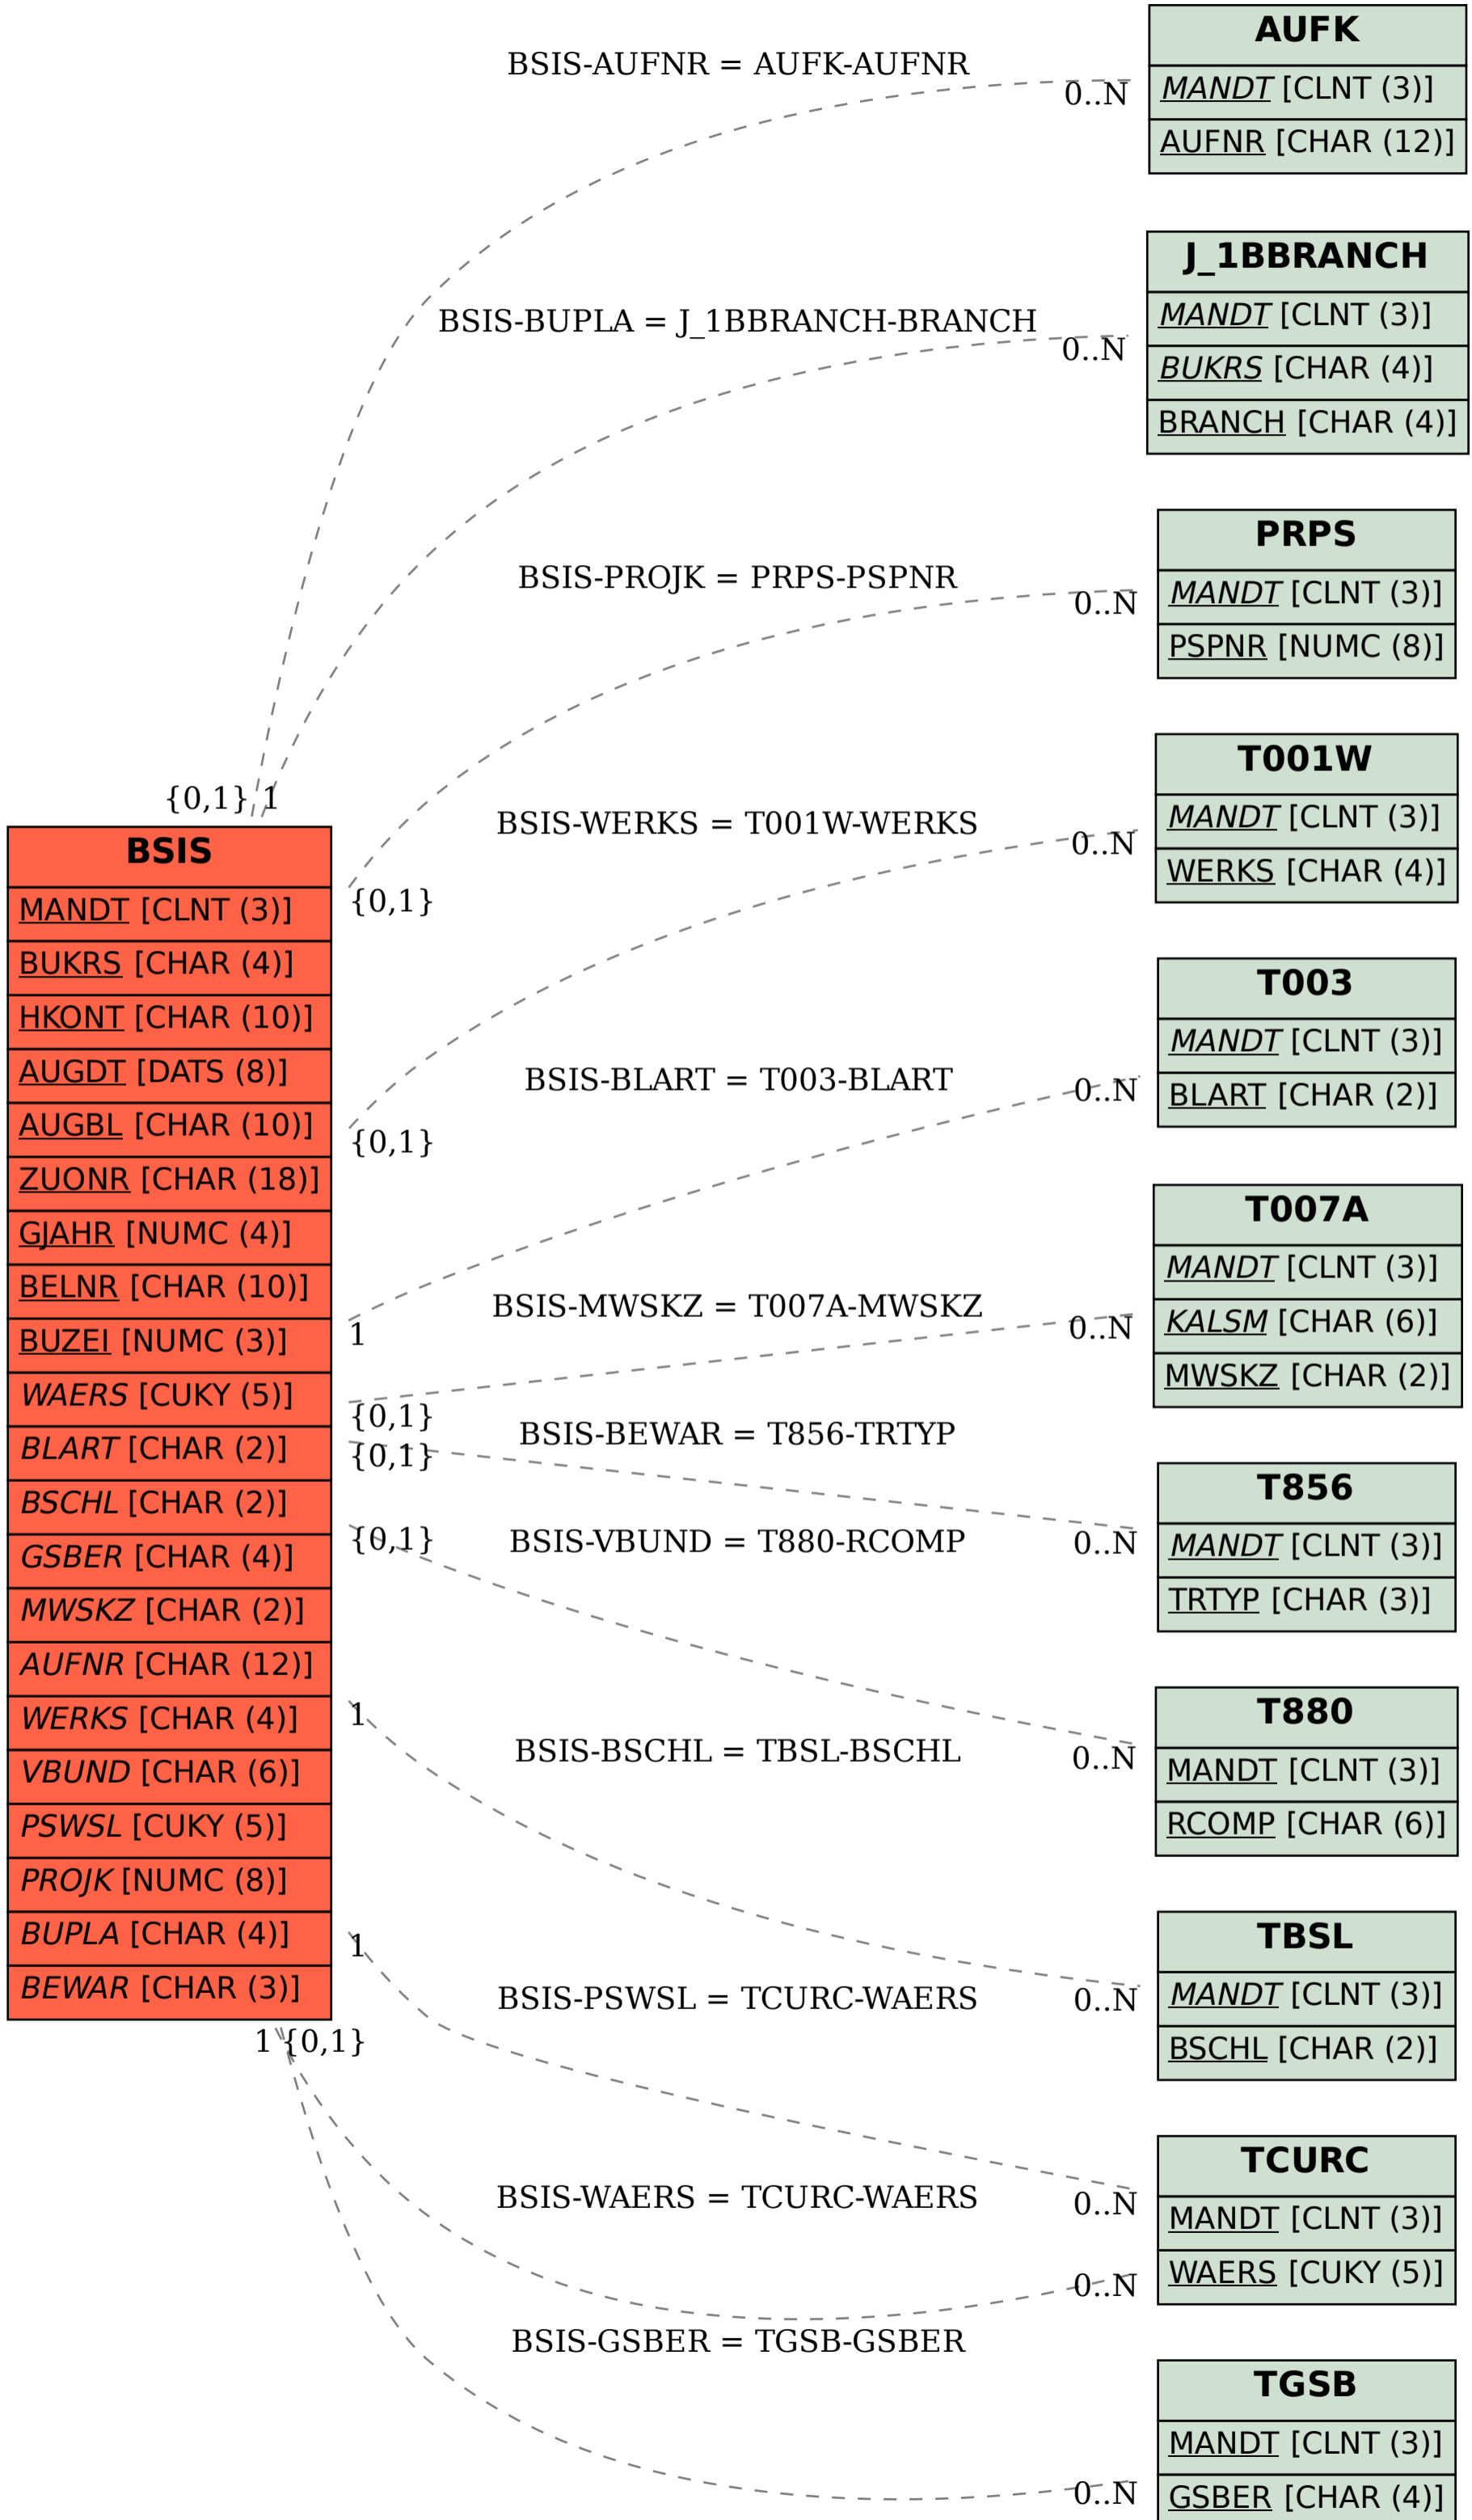 AUFK
MANDT [CLNT (3)]
AUFNR [CHAR (12)]
BSIS-AUFNR = AUFK-AUFNR
0..N
J_1BBRANCH
MANDT [CLNT (3)]
BUKRS [CHAR (4)]
BRANCH [CHAR (4)]
BSIS-BUPLA = J_1BBRANCH-BRANCH
0..N
PRPS
MANDT [CLNT (3)]
PSPNR [NUMC (8)]
BSIS-PROJK = PRPS-PSPNR
0..N
T001W
MANDT [CLNT (3)]
WERKS [CHAR (4)]
BSIS-WERKS = T001W-WERKS
0..N
{0,1} 1
BSIS
MANDT [CLNT (3)]
BUKRS [CHAR (4)]
HKONT [CHAR (10)]
AUGDT [DATS (8)]
AUGBL [CHAR (10)]
ZUONR [CHAR (18)]
GJAHR [NUMC (4)]
BELNR [CHAR (10)]
BUZEI [NUMC (3)]
WAERS [CUKY (5)]
BLART [CHAR (2)]
BSCHL [CHAR (2)]
GSBER [CHAR (4)]
MWSKZ [CHAR (2)]
AUFNR [CHAR (12)]
WERKS [CHAR (4)]
VBUND [CHAR (6)]
PSWSL [CUKY (5)]
PROJK [NUMC (8)]
BUPLA [CHAR (4)]
BEWAR [CHAR (3)]
{0,1}
{0,1}
1
{0,1}
{0,1}
{0,1}
1
1
1 {0,1}
T003
MANDT [CLNT (3)]
BLART [CHAR (2)]
BSIS-BLART = T003-BLART
0..N
T007A
MANDT [CLNT (3)]
KALSM [CHAR (6)]
MWSKZ [CHAR (2)]
BSIS-MWSKZ = T007A-MWSKZ
0..N
BSIS-BEWAR = T856-TRTYP
T856
MANDT [CLNT (3)]
TRTYP [CHAR (3)]
0..N
BSIS-VBUND = T880-RCOMP
T880
MANDT [CLNT (3)]
RCOMP [CHAR (6)]
0..N
BSIS-BSCHL = TBSL-BSCHL
TBSL
MANDT [CLNT (3)]
BSCHL [CHAR (2)]
0..N
BSIS-PSWSL = TCURC-WAERS
TCURC
MANDT [CLNT (3)]
WAERS [CUKY (5)]
0..N
BSIS-WAERS = TCURC-WAERS
0..N
BSIS-GSBER = TGSB-GSBER
TGSB
MANDT [CLNT (3)]
GSBER [CHAR (4)]
0..N